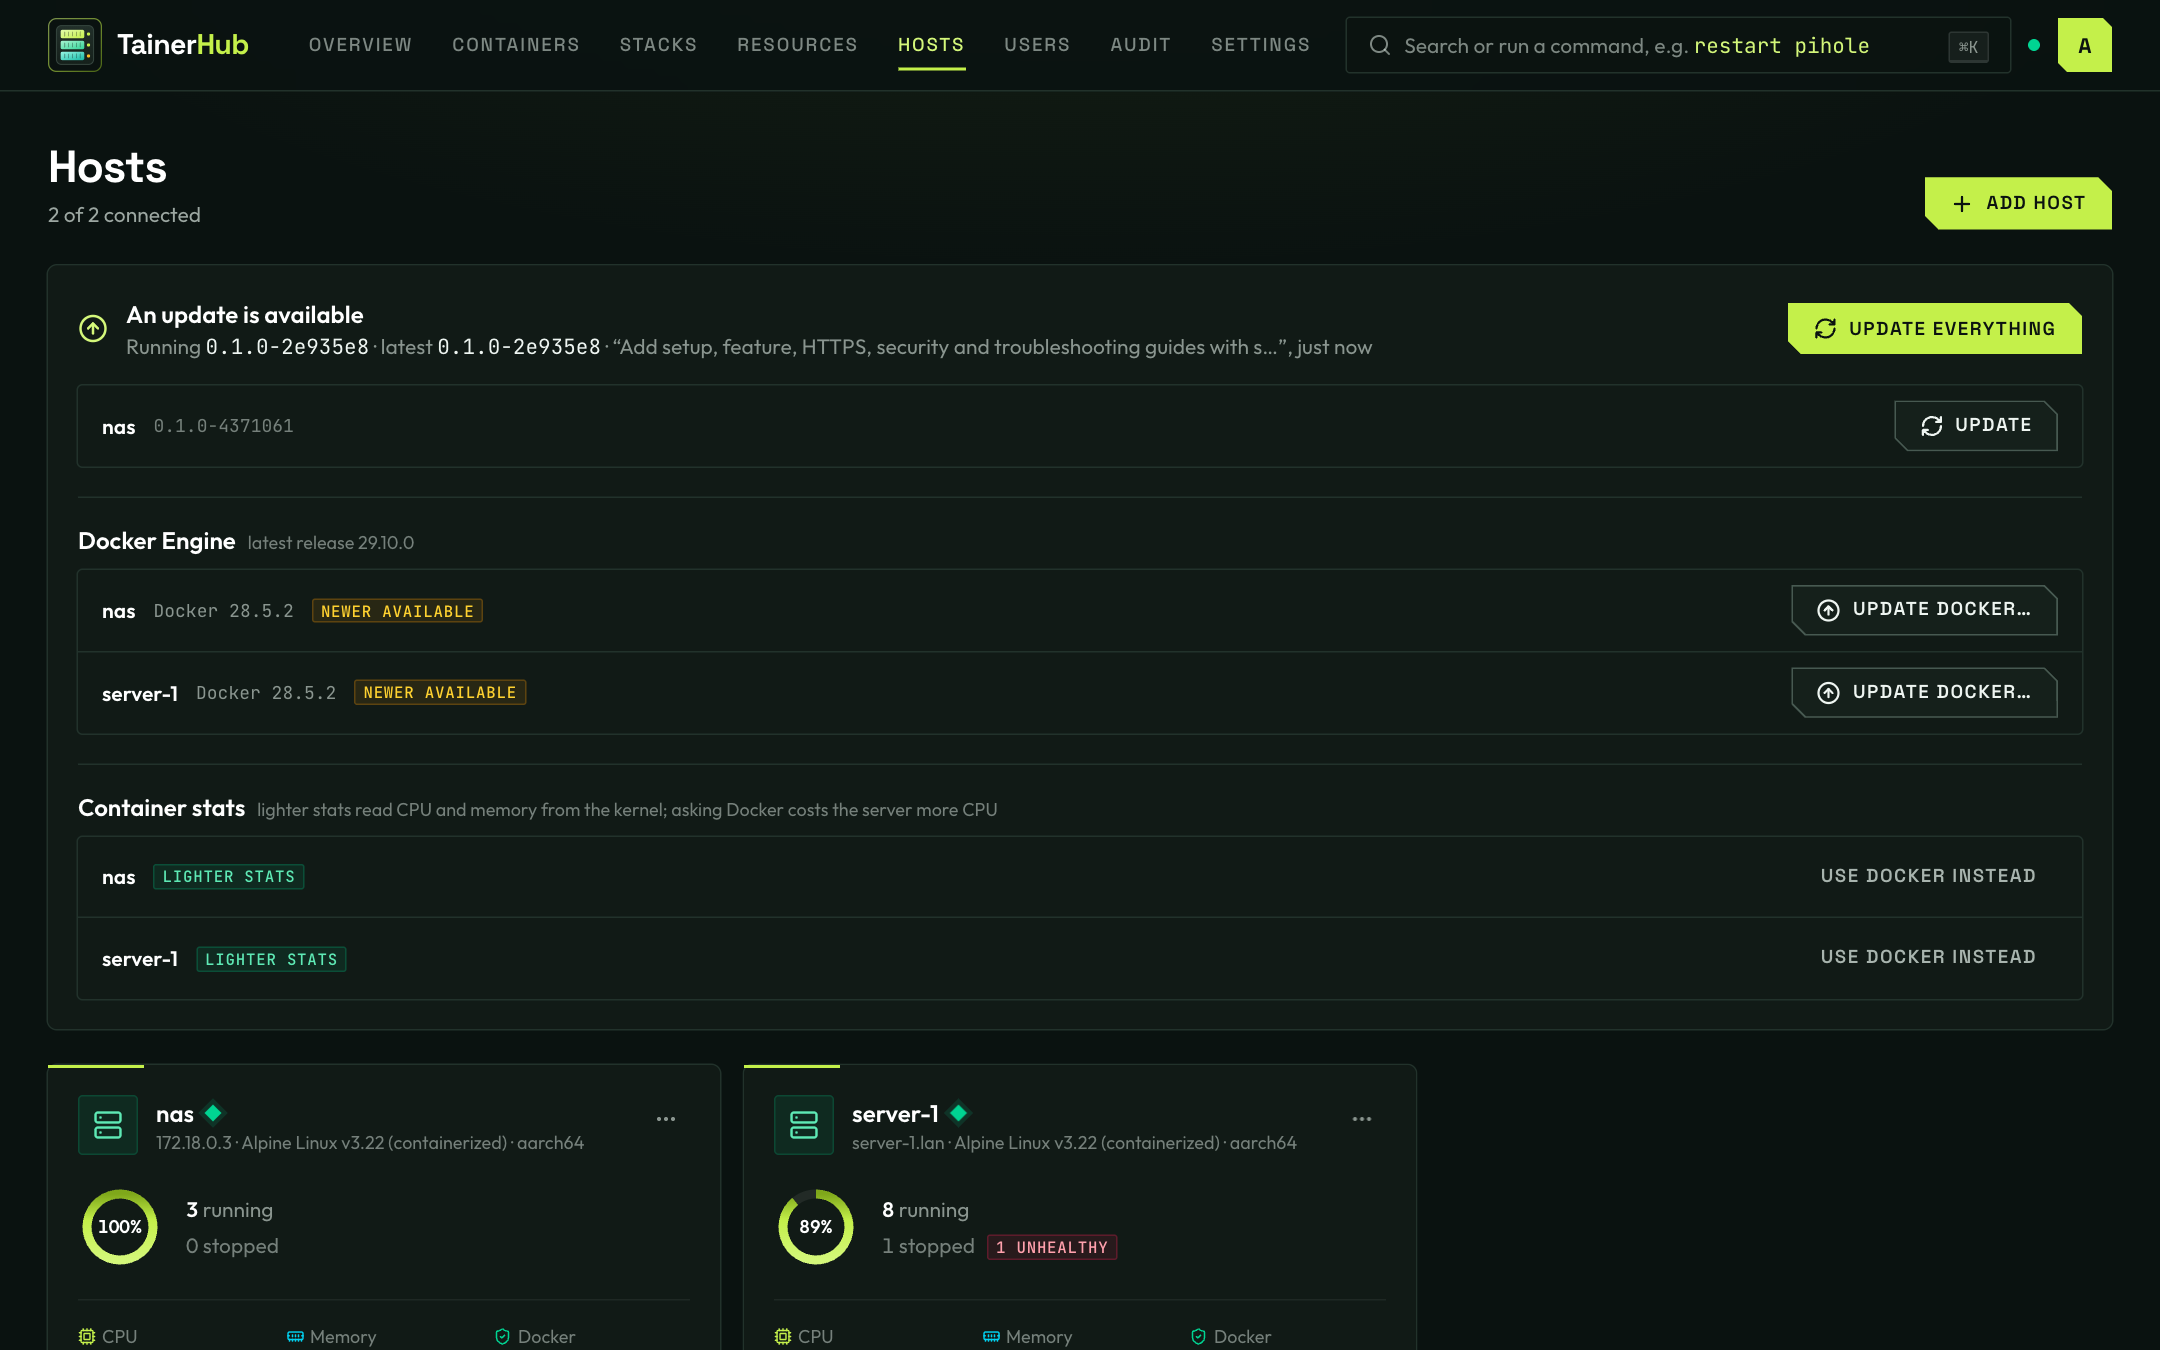 TainerHub OVERVIEW CONTAINERS STACKS RESOURCES HOSTS USERS AUDIT SETTINGS Search or run a command, e.g. restart pihole ⌘K A
Hosts
2 of 2 connected
ADD HOST
An update is available
Running 0.1.0-2e935e8 · latest 0.1.0-2e935e8 · “Add setup, feature, HTTPS, security and troubleshooting guides with s…”, just now
UPDATE EVERYTHING
nas 0.1.0-4371061 UPDATE
Docker Engine latest release 29.10.0
nas Docker 28.5.2 NEWER AVAILABLE UPDATE DOCKER…
server-1 Docker 28.5.2 NEWER AVAILABLE UPDATE DOCKER…
Container stats lighter stats read CPU and memory from the kernel; asking Docker costs the server more CPU
nas LIGHTER STATS USE DOCKER INSTEAD
server-1 LIGHTER STATS USE DOCKER INSTEAD
nas
172.18.0.3 · Alpine Linux v3.22 (containerized) · aarch64
100%
3 running
0 stopped
CPU Memory Docker
server-1
server-1.lan · Alpine Linux v3.22 (containerized) · aarch64
89%
8 running
1 stopped 1 UNHEALTHY
CPU Memory Docker